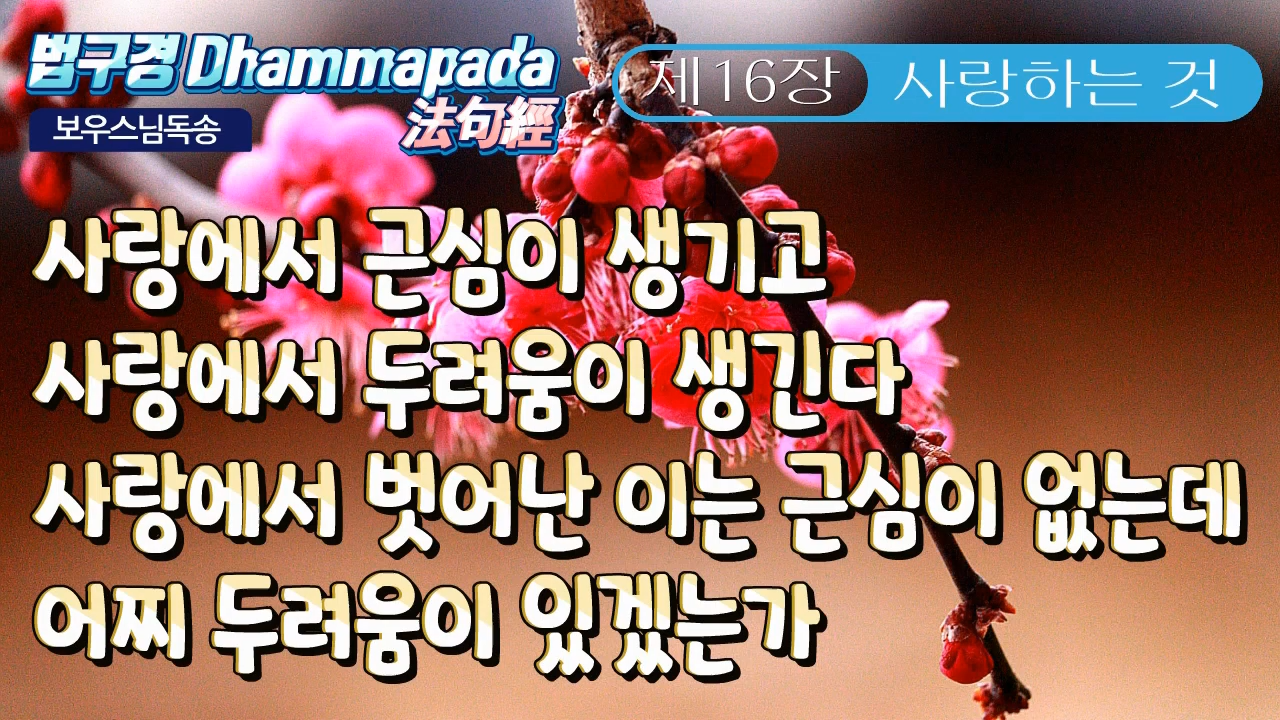 법구경 Dhammapada
法句經
보우스님독송
제16장 사랑하는 것
사랑에서 근심이 생기고
사랑에서 두려움이 생긴다
사랑에서 벗어난 이는 근심이 없는데
어찌 두려움이 있겠는가